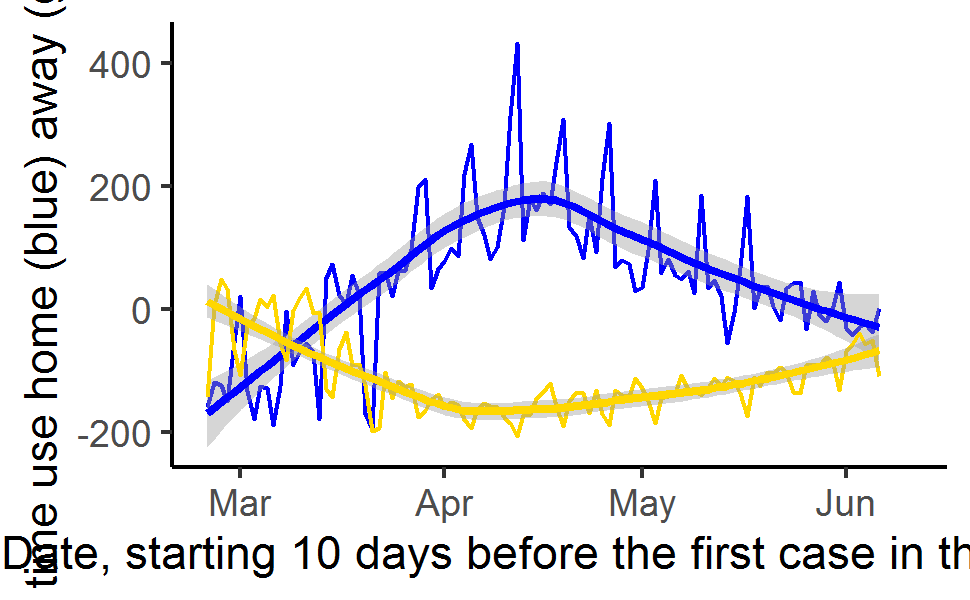 time use home (blue) away (
400
200
0
-200
Mar Apr May Jun
Date, starting 10 days before the first case in th